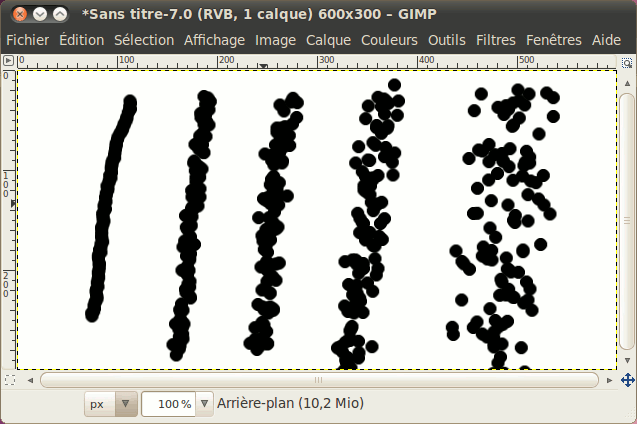 *Sans titre-7.0 (RVB, 1 calque) 600x300 – GIMP
Fichier Édition Sélection Affichage Image Calque Couleurs Outils Filtres Fenêtres Aide
0 100 200 300 400 500
0
100
200
px 100 % Arrière-plan (10,2 Mio)